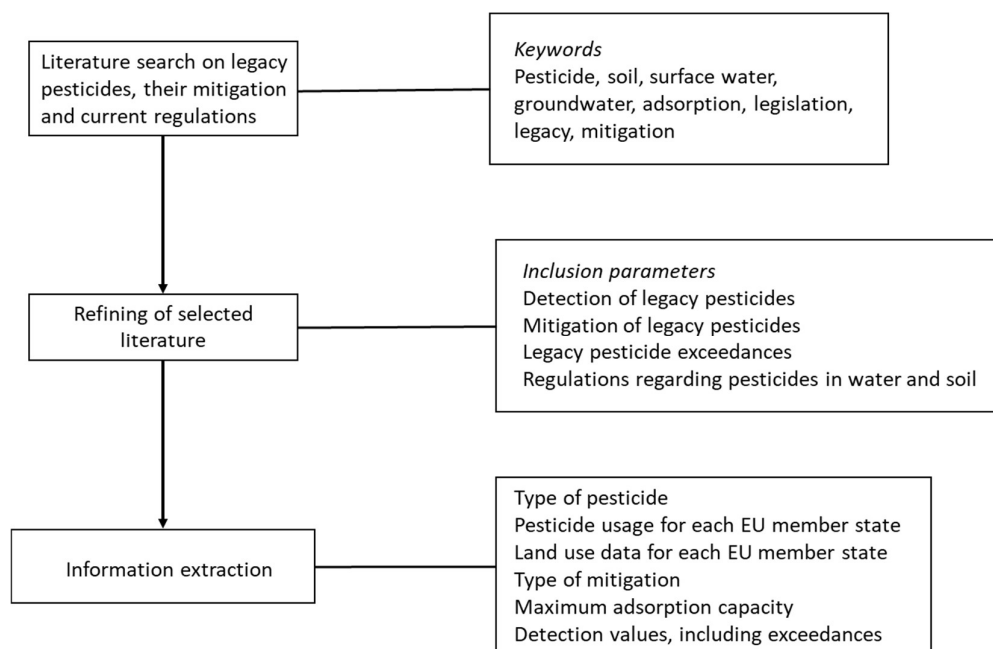 Literature search on legacy
pesticides, their mitigation
and current regulations
Keywords
Pesticide, soil, surface water,
groundwater, adsorption, legislation,
legacy, mitigation
Refining of selected
literature
Inclusion parameters
Detection of legacy pesticides
Mitigation of legacy pesticides
Legacy pesticide exceedances
Regulations regarding pesticides in water and soil
Information extraction
Type of pesticide
Pesticide usage for each EU member state
Land use data for each EU member state
Type of mitigation
Maximum adsorption capacity
Detection values, including exceedances